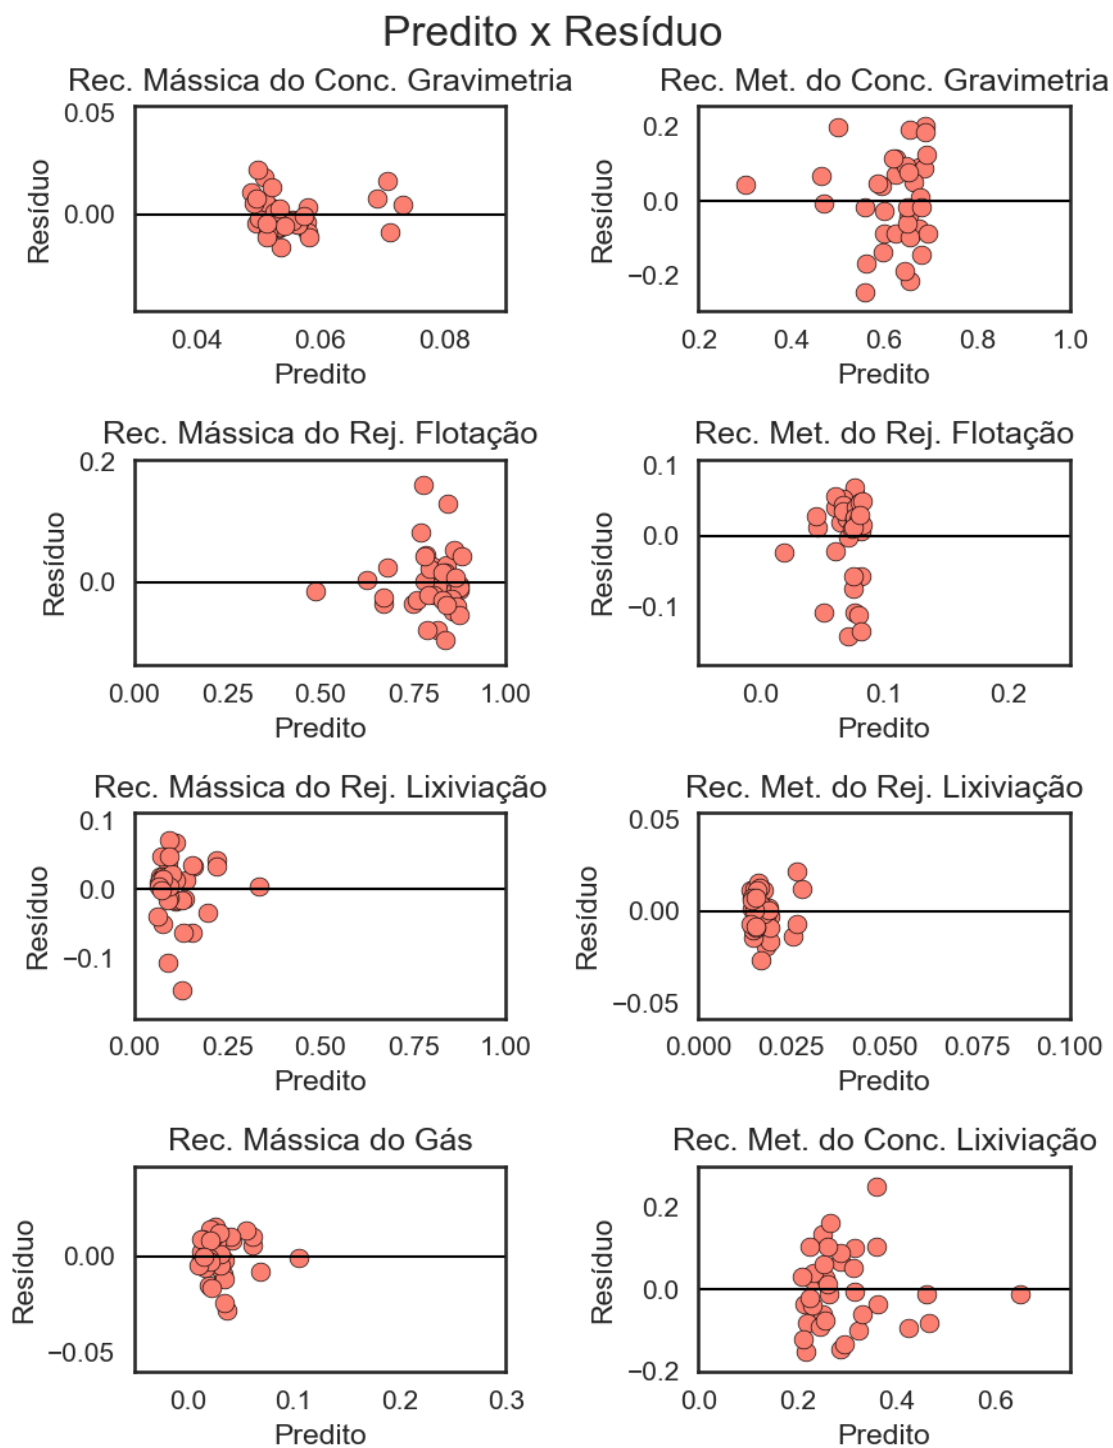 Predito x Resíduo
Rec. Mássica do Conc. Gravimetria
0.05
0.00
Resíduo
0.04 0.06 0.08
Predito
Rec. Met. do Conc. Gravimetria
0.2
0.0
−0.2
Resíduo
0.2 0.4 0.6 0.8 1.0
Predito
Rec. Mássica do Rej. Flotação
0.2
0.0
Resíduo
0.00 0.25 0.50 0.75 1.00
Predito
Rec. Met. do Rej. Flotação
0.1
0.0
−0.1
Resíduo
0.0 0.1 0.2
Predito
Rec. Mássica do Rej. Lixiviação
0.1
0.0
−0.1
Resíduo
0.00 0.25 0.50 0.75 1.00
Predito
Rec. Met. do Rej. Lixiviação
0.05
0.00
−0.05
Resíduo
0.000 0.025 0.050 0.075 0.100
Predito
Rec. Mássica do Gás
0.00
−0.05
Resíduo
0.0 0.1 0.2 0.3
Predito
Rec. Met. do Conc. Lixiviação
0.2
0.0
−0.2
Resíduo
0.0 0.2 0.4 0.6
Predito